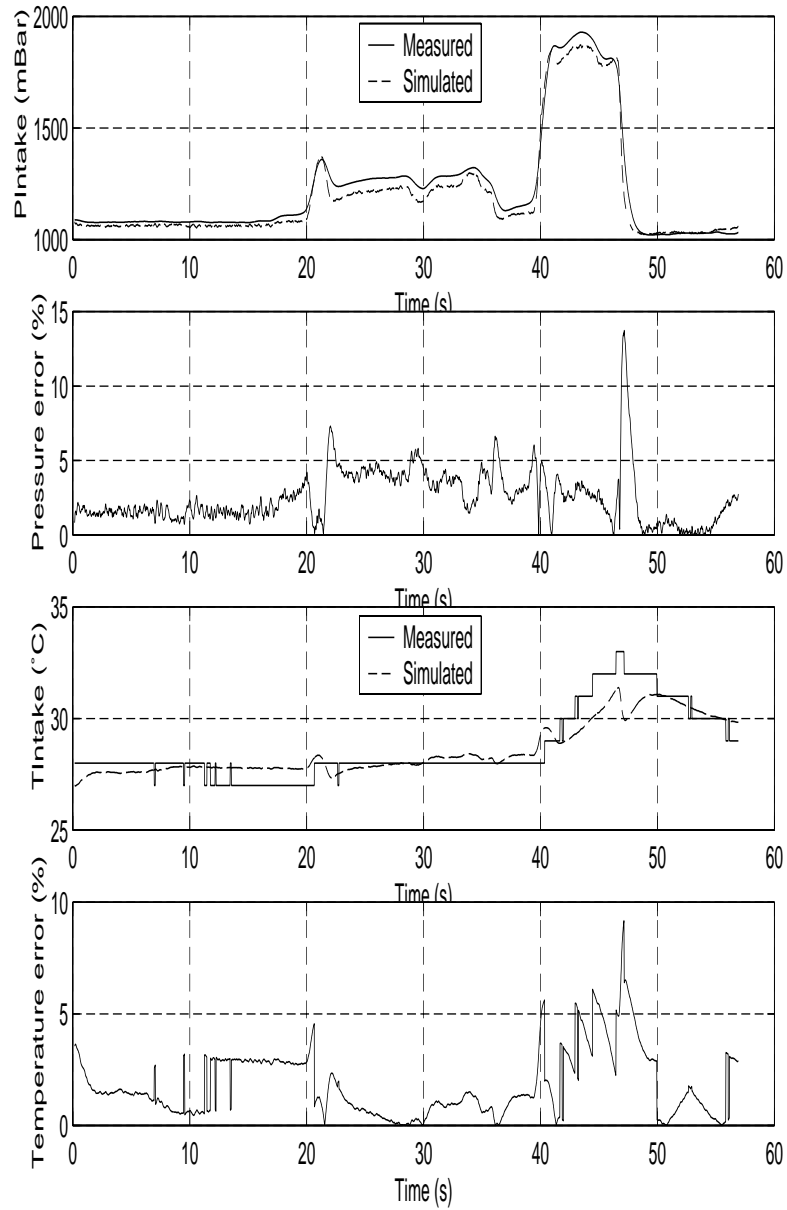 PIntake (mBar)
2000
1500
1000
Measured
Simulated
0 10 20 30 40 50 60
Time (s)
Pressure error (%)
15
10
5
0
0 10 20 30 40 50 60
Time (s)
TIntake (°C)
35
30
25
Measured
Simulated
0 10 20 30 40 50 60
Time (s)
Temperature error (%)
10
5
0
0 10 20 30 40 50 60
Time (s)